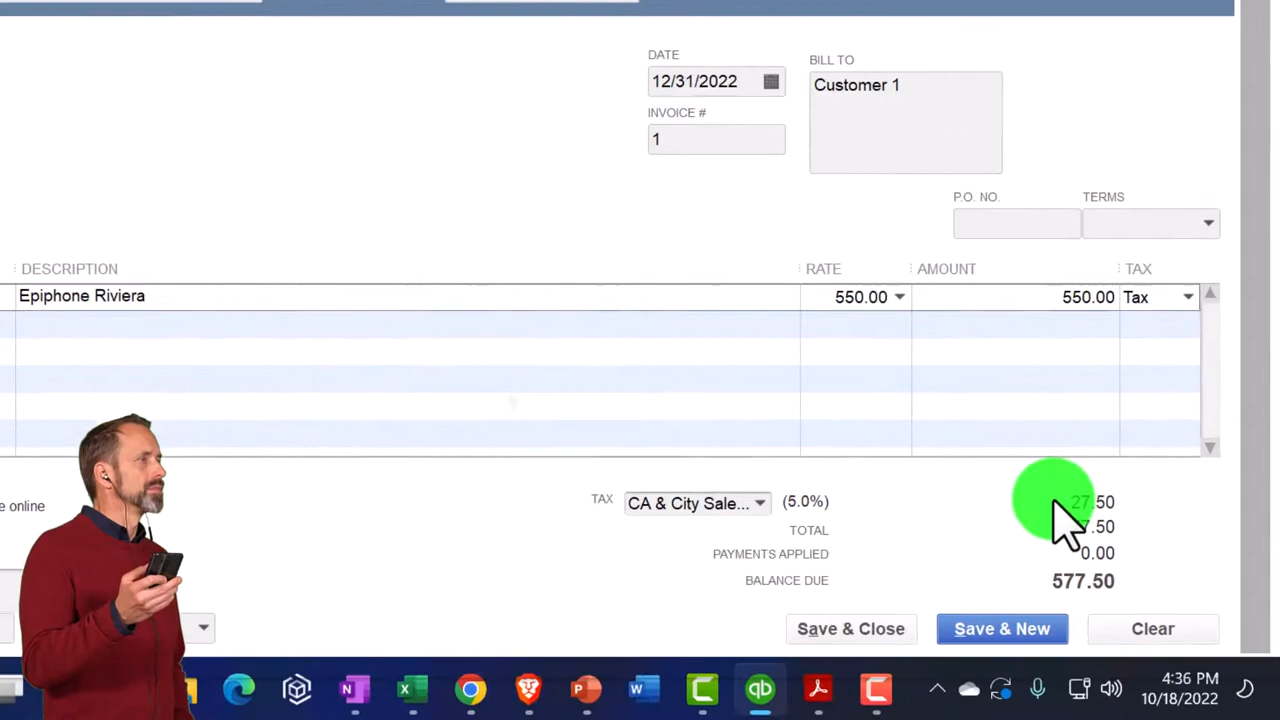 DATE
BILL TO
12/31/2022
Customer 1
INVOICE #
1
P.O. NO.
TERMS
DESCRIPTION
RATE
AMOUNT
TAX
Epiphone Riviera
550.00
550.00
Tax
e online
TAX
CA & City Sale...
(5.0%)
27.50
TOTAL
7.50
PAYMENTS APPLIED
0.00
BALANCE DUE
577.50
Save & Close
Save & New
Clear
4:36 PM
10/18/2022